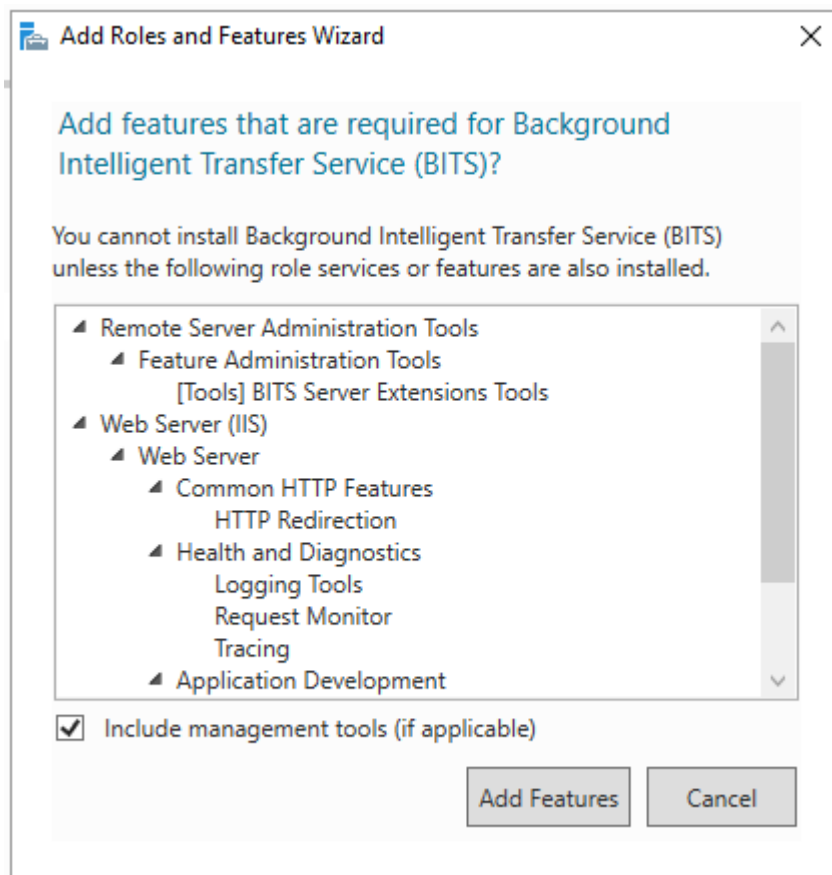 Add Roles and Features Wizard
Add features that are required for Background
Intelligent Transfer Service (BITS)?
You cannot install Background Intelligent Transfer Service (BITS)
unless the following role services or features are also installed.
Remote Server Administration Tools
Feature Administration Tools
[Tools] BITS Server Extensions Tools
Web Server (IIS)
Web Server
Common HTTP Features
HTTP Redirection
Health and Diagnostics
Logging Tools
Request Monitor
Tracing
Application Development
Include management tools (if applicable)
Add Features
Cancel